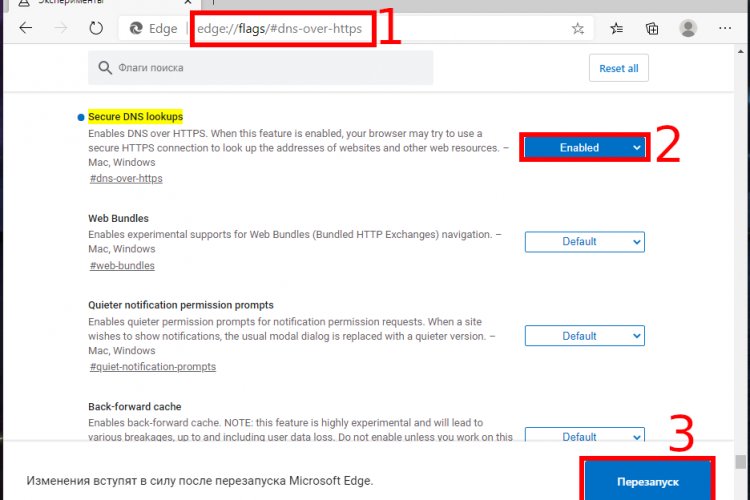 Эксперименты
Edge
edge://flags/#dns-over-https
1
Флаги поиска
Reset all
Secure DNS lookups
Enables DNS over HTTPS. When this feature is enabled, your browser may try to use a
secure HTTPS connection to look up the addresses of websites and other web resources. –
Mac, Windows
#dns-over-https
Enabled
2
Web Bundles
Enables experimental supports for Web Bundles (Bundled HTTP Exchanges) navigation. –
Mac, Windows
#web-bundles
Default
Quieter notification permission prompts
Enables quieter permission prompts for notification permission requests. When a site
wishes to show notifications, the usual modal dialog is replaced with a quieter version. –
Mac, Windows
#quiet-notification-prompts
Default
Back-forward cache
Enables back-forward cache. NOTE: this feature is highly experimental and will lead to
various breakages, up to and including user data loss. Do not enable unless you work on this
Default
3
Изменения вступят в силу после перезапуска Microsoft Edge.
Перезапуск